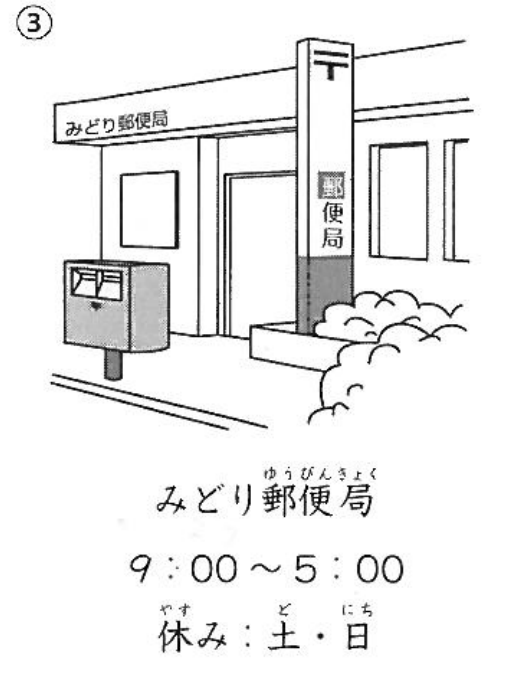 ③
みどり郵便局
〒
郵便局
ゆうびんきょく
みどり郵便局
9:00～5:00
やす ど にち
休み:土・日